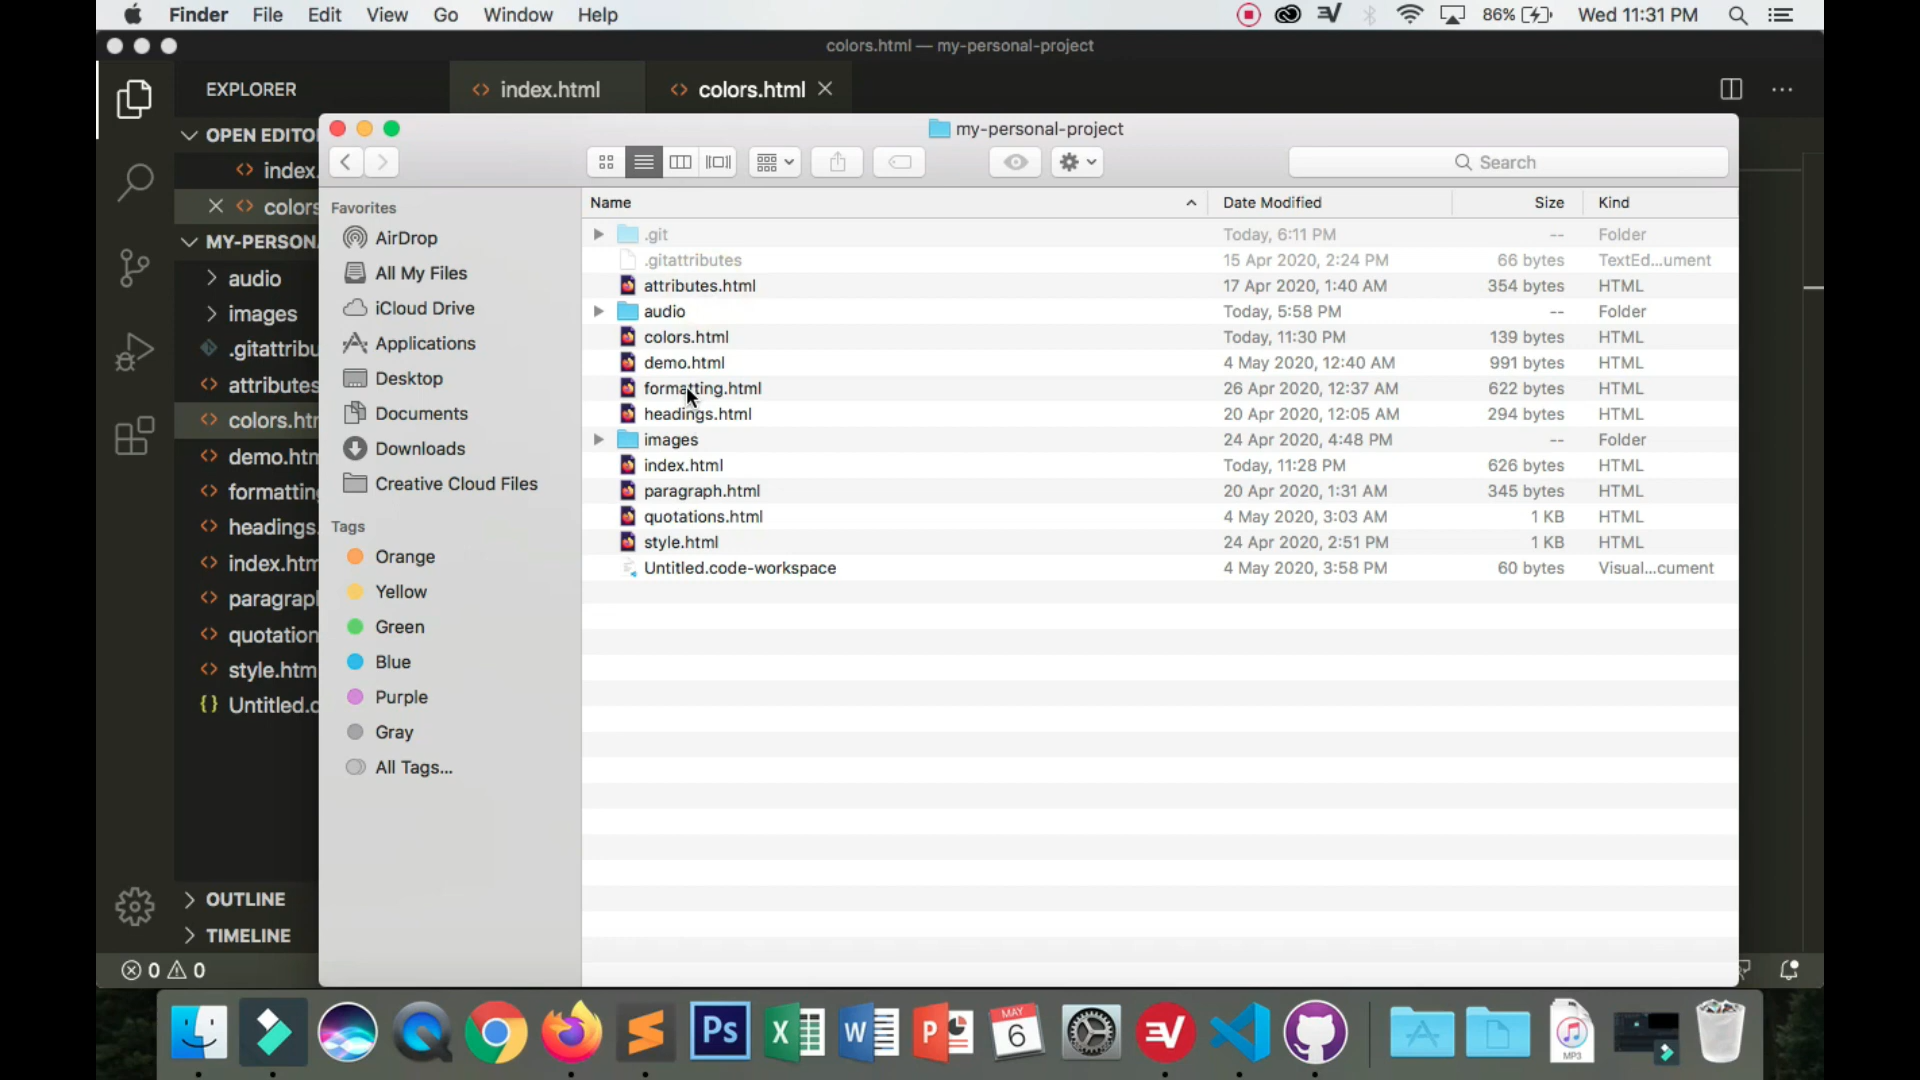 Finder File Edit View Go Window Help 86% Wed 11:31 PM
colors.html — my-personal-project
EXPLORER index.html colors.html
OPEN EDITO
index.
colors
MY-PERSON
audio
images
.gitattribu
attributes
colors.htm
demo.htm
formatting
headings.
index.htm
paragrap
quotation
style.htm
Untitled.c
OUTLINE
TIMELINE
0 0
my-personal-project
Search
Favorites
AirDrop
All My Files
iCloud Drive
Applications
Desktop
Documents
Downloads
Creative Cloud Files
Tags
Orange
Yellow
Green
Blue
Purple
Gray
All Tags...
Name Date Modified Size Kind
.git Today, 6:11 PM -- Folder
.gitattributes 15 Apr 2020, 2:24 PM 66 bytes TextEd...ument
attributes.html 17 Apr 2020, 1:40 AM 354 bytes HTML
audio Today, 5:58 PM -- Folder
colors.html Today, 11:30 PM 139 bytes HTML
demo.html 4 May 2020, 12:40 AM 991 bytes HTML
formatting.html 26 Apr 2020, 12:37 AM 622 bytes HTML
headings.html 20 Apr 2020, 12:05 AM 294 bytes HTML
images 24 Apr 2020, 4:48 PM -- Folder
index.html Today, 11:28 PM 626 bytes HTML
paragraph.html 20 Apr 2020, 1:31 AM 345 bytes HTML
quotations.html 4 May 2020, 3:03 AM 1 KB HTML
style.html 24 Apr 2020, 2:51 PM 1 KB HTML
Untitled.code-workspace 4 May 2020, 3:58 PM 60 bytes Visual...cument
Ps X W P MAY 6 MP3